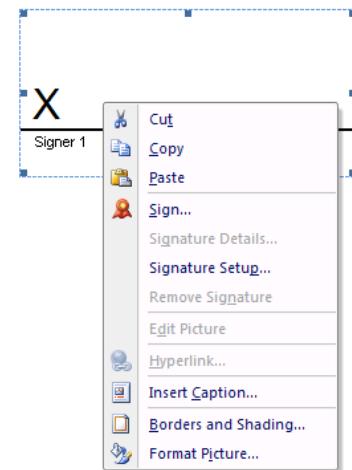 X
Signer 1
Cut
Copy
Paste
Sign...
Signature Details...
Signature Setup...
Remove Signature
Edit Picture
Hyperlink...
Insert Caption...
Borders and Shading...
Format Picture...